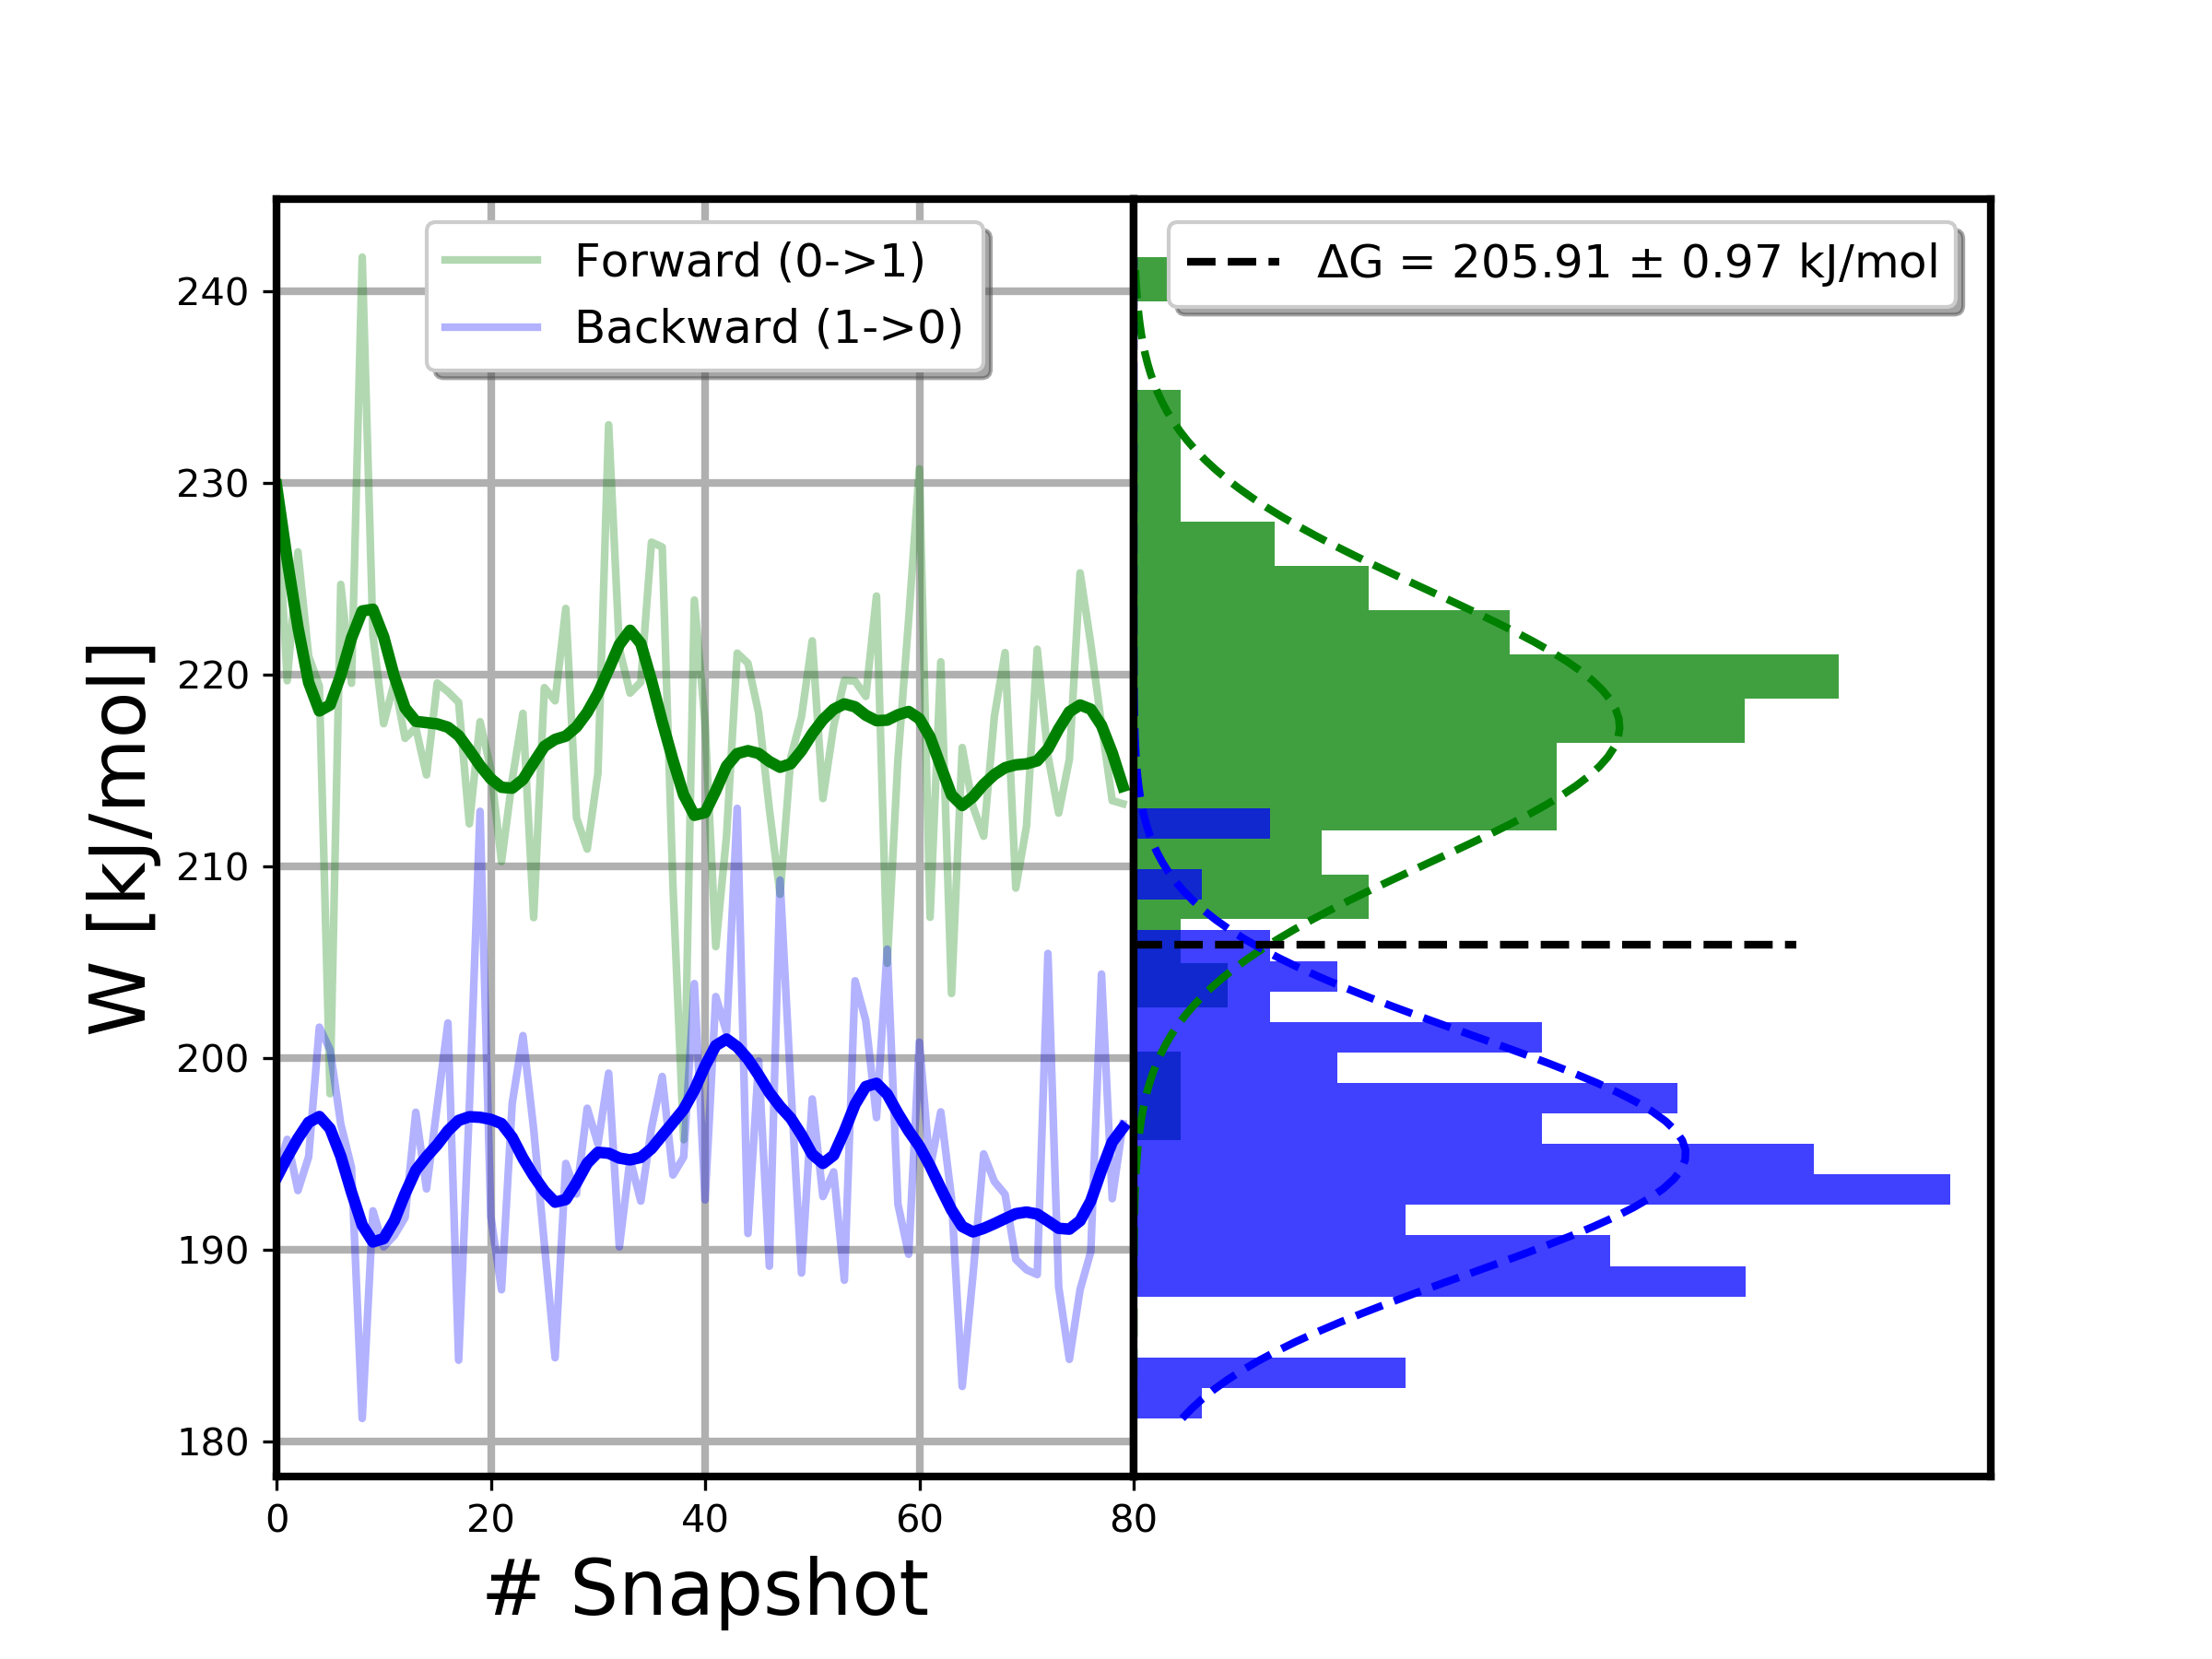 Forward (0->1)
Backward (1->0)
ΔG = 205.91 ± 0.97 kJ/mol
W [kJ/mol]
240
230
220
210
200
190
180
0 20 40 60 80
# Snapshot